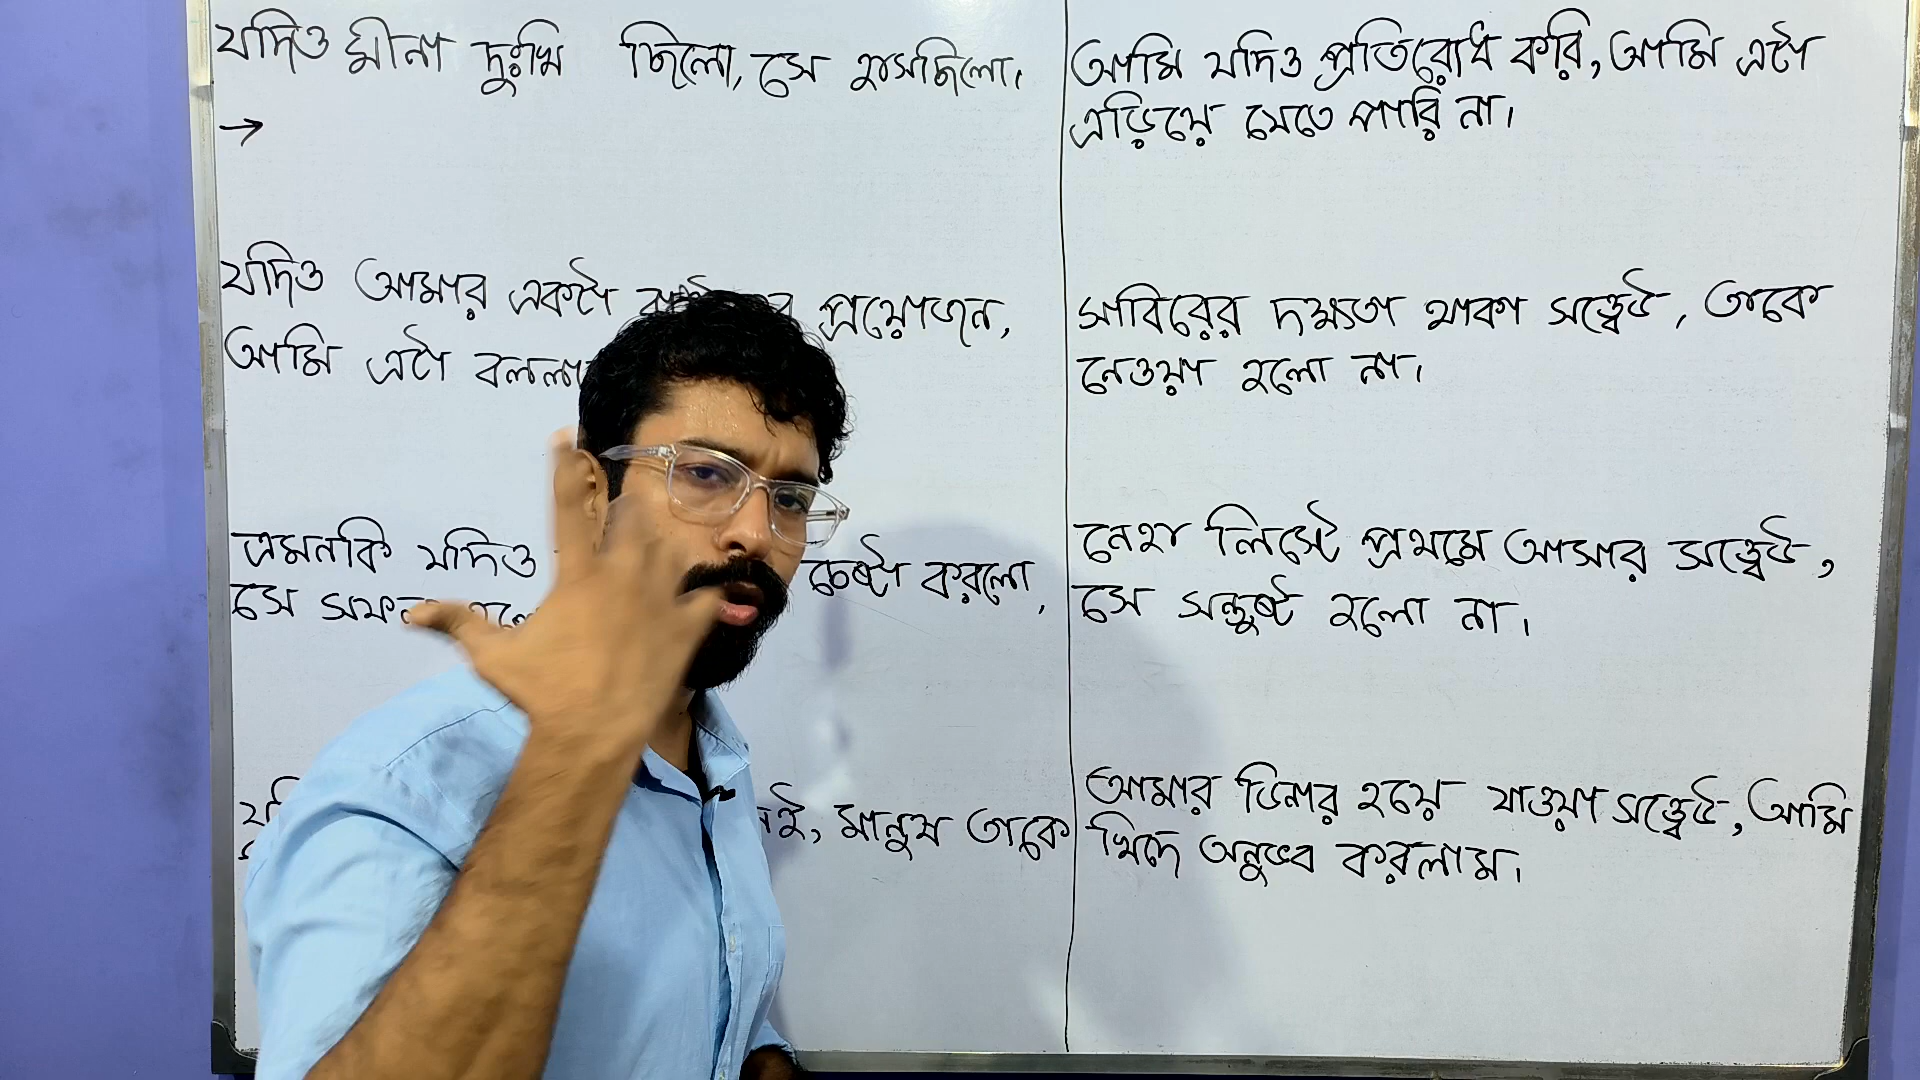 যদিও মীনা দুঃখি ছিলো, সে হাসছিলো।
→
যদিও আমার একটা প্রয়োজন,
আমি এটা
এমনকি যদিও চেষ্টা করলো,
সে
মানুষ তাকে
আমি যদিও প্রতিরোধ করি, আমি এটা
এড়িয়ে যেতে পারি না।
সাবিরের দক্ষতা থাকা সত্ত্বেও, তাকে
নেওয়া হলো না।
নেহা লিস্টে প্রথমে আসার সত্ত্বেও,
সে সন্তুষ্ট হলো না।
আমার ডিনার হয়ে যাওয়া সত্ত্বেও, আমি
খিদে অনুভব করলাম।